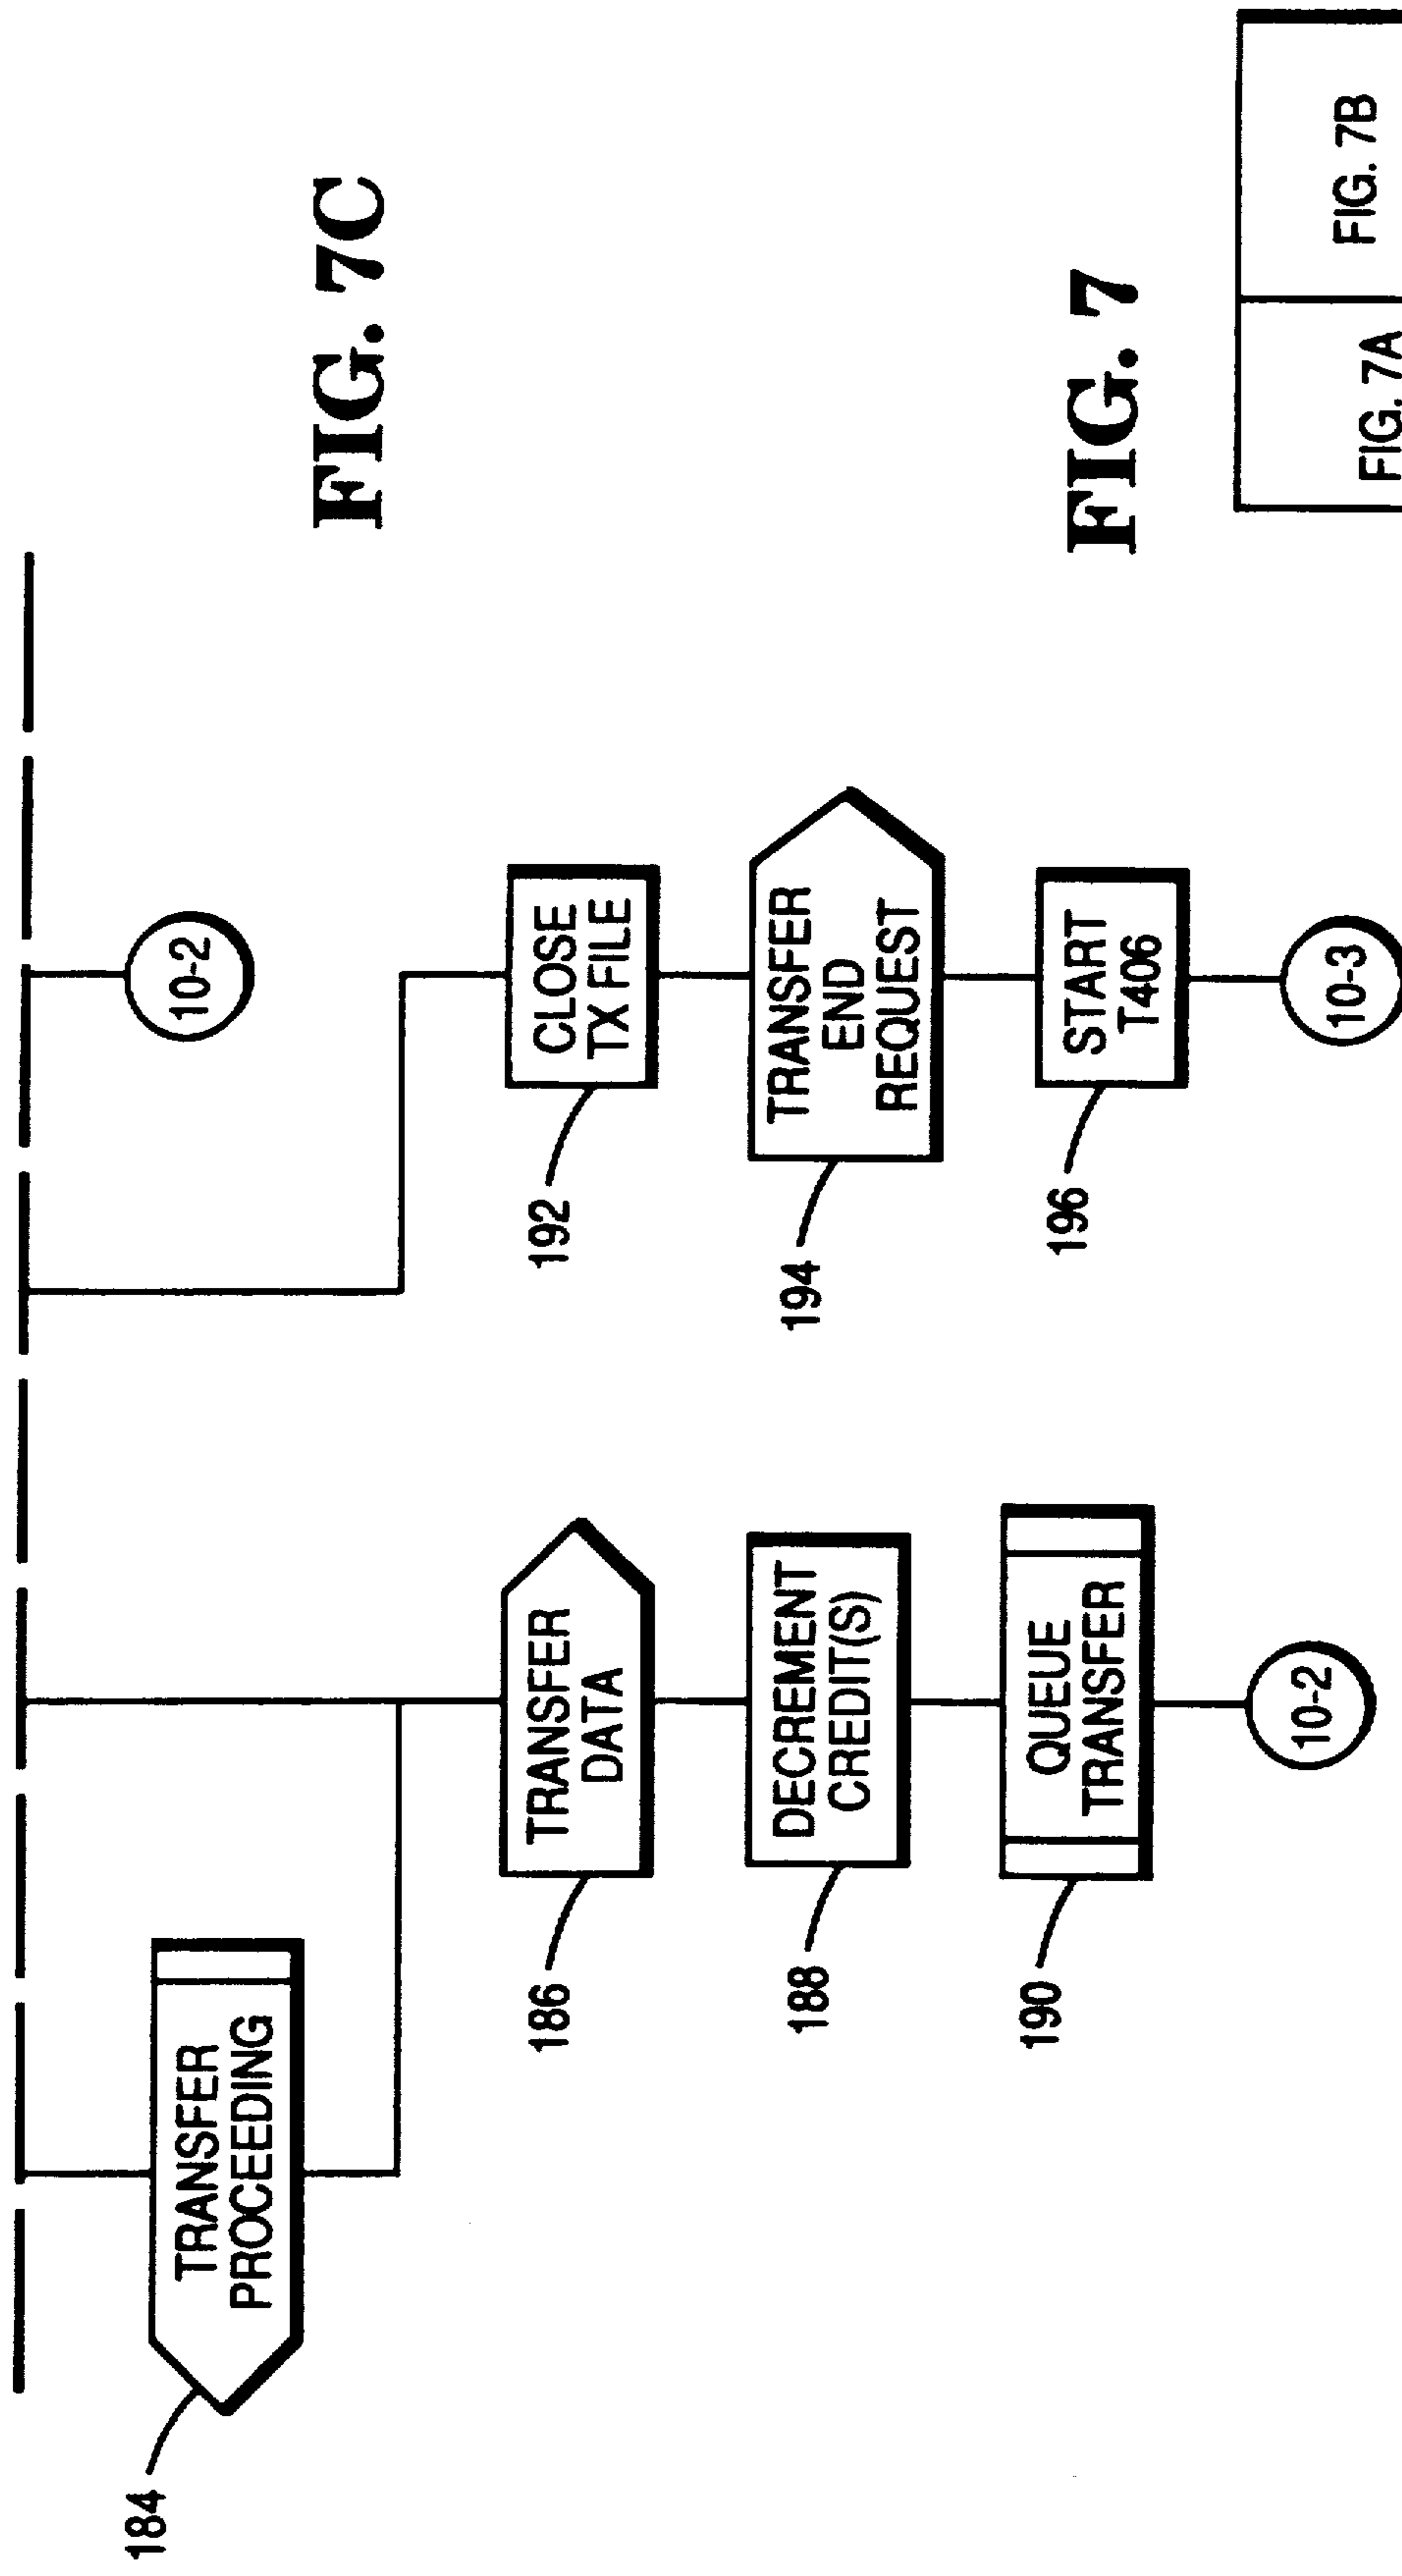 FIG. 7C
10-2
184
TRANSFER
PROCEEDING
186
TRANSFER
DATA
188
DECREMENT
CREDIT(S)
190
QUEUE
TRANSFER
10-2
192
CLOSE
TX FILE
194
TRANSFER
END
REQUEST
196
START
T406
10-3
FIG. 7
FIG. 7A
FIG. 7B